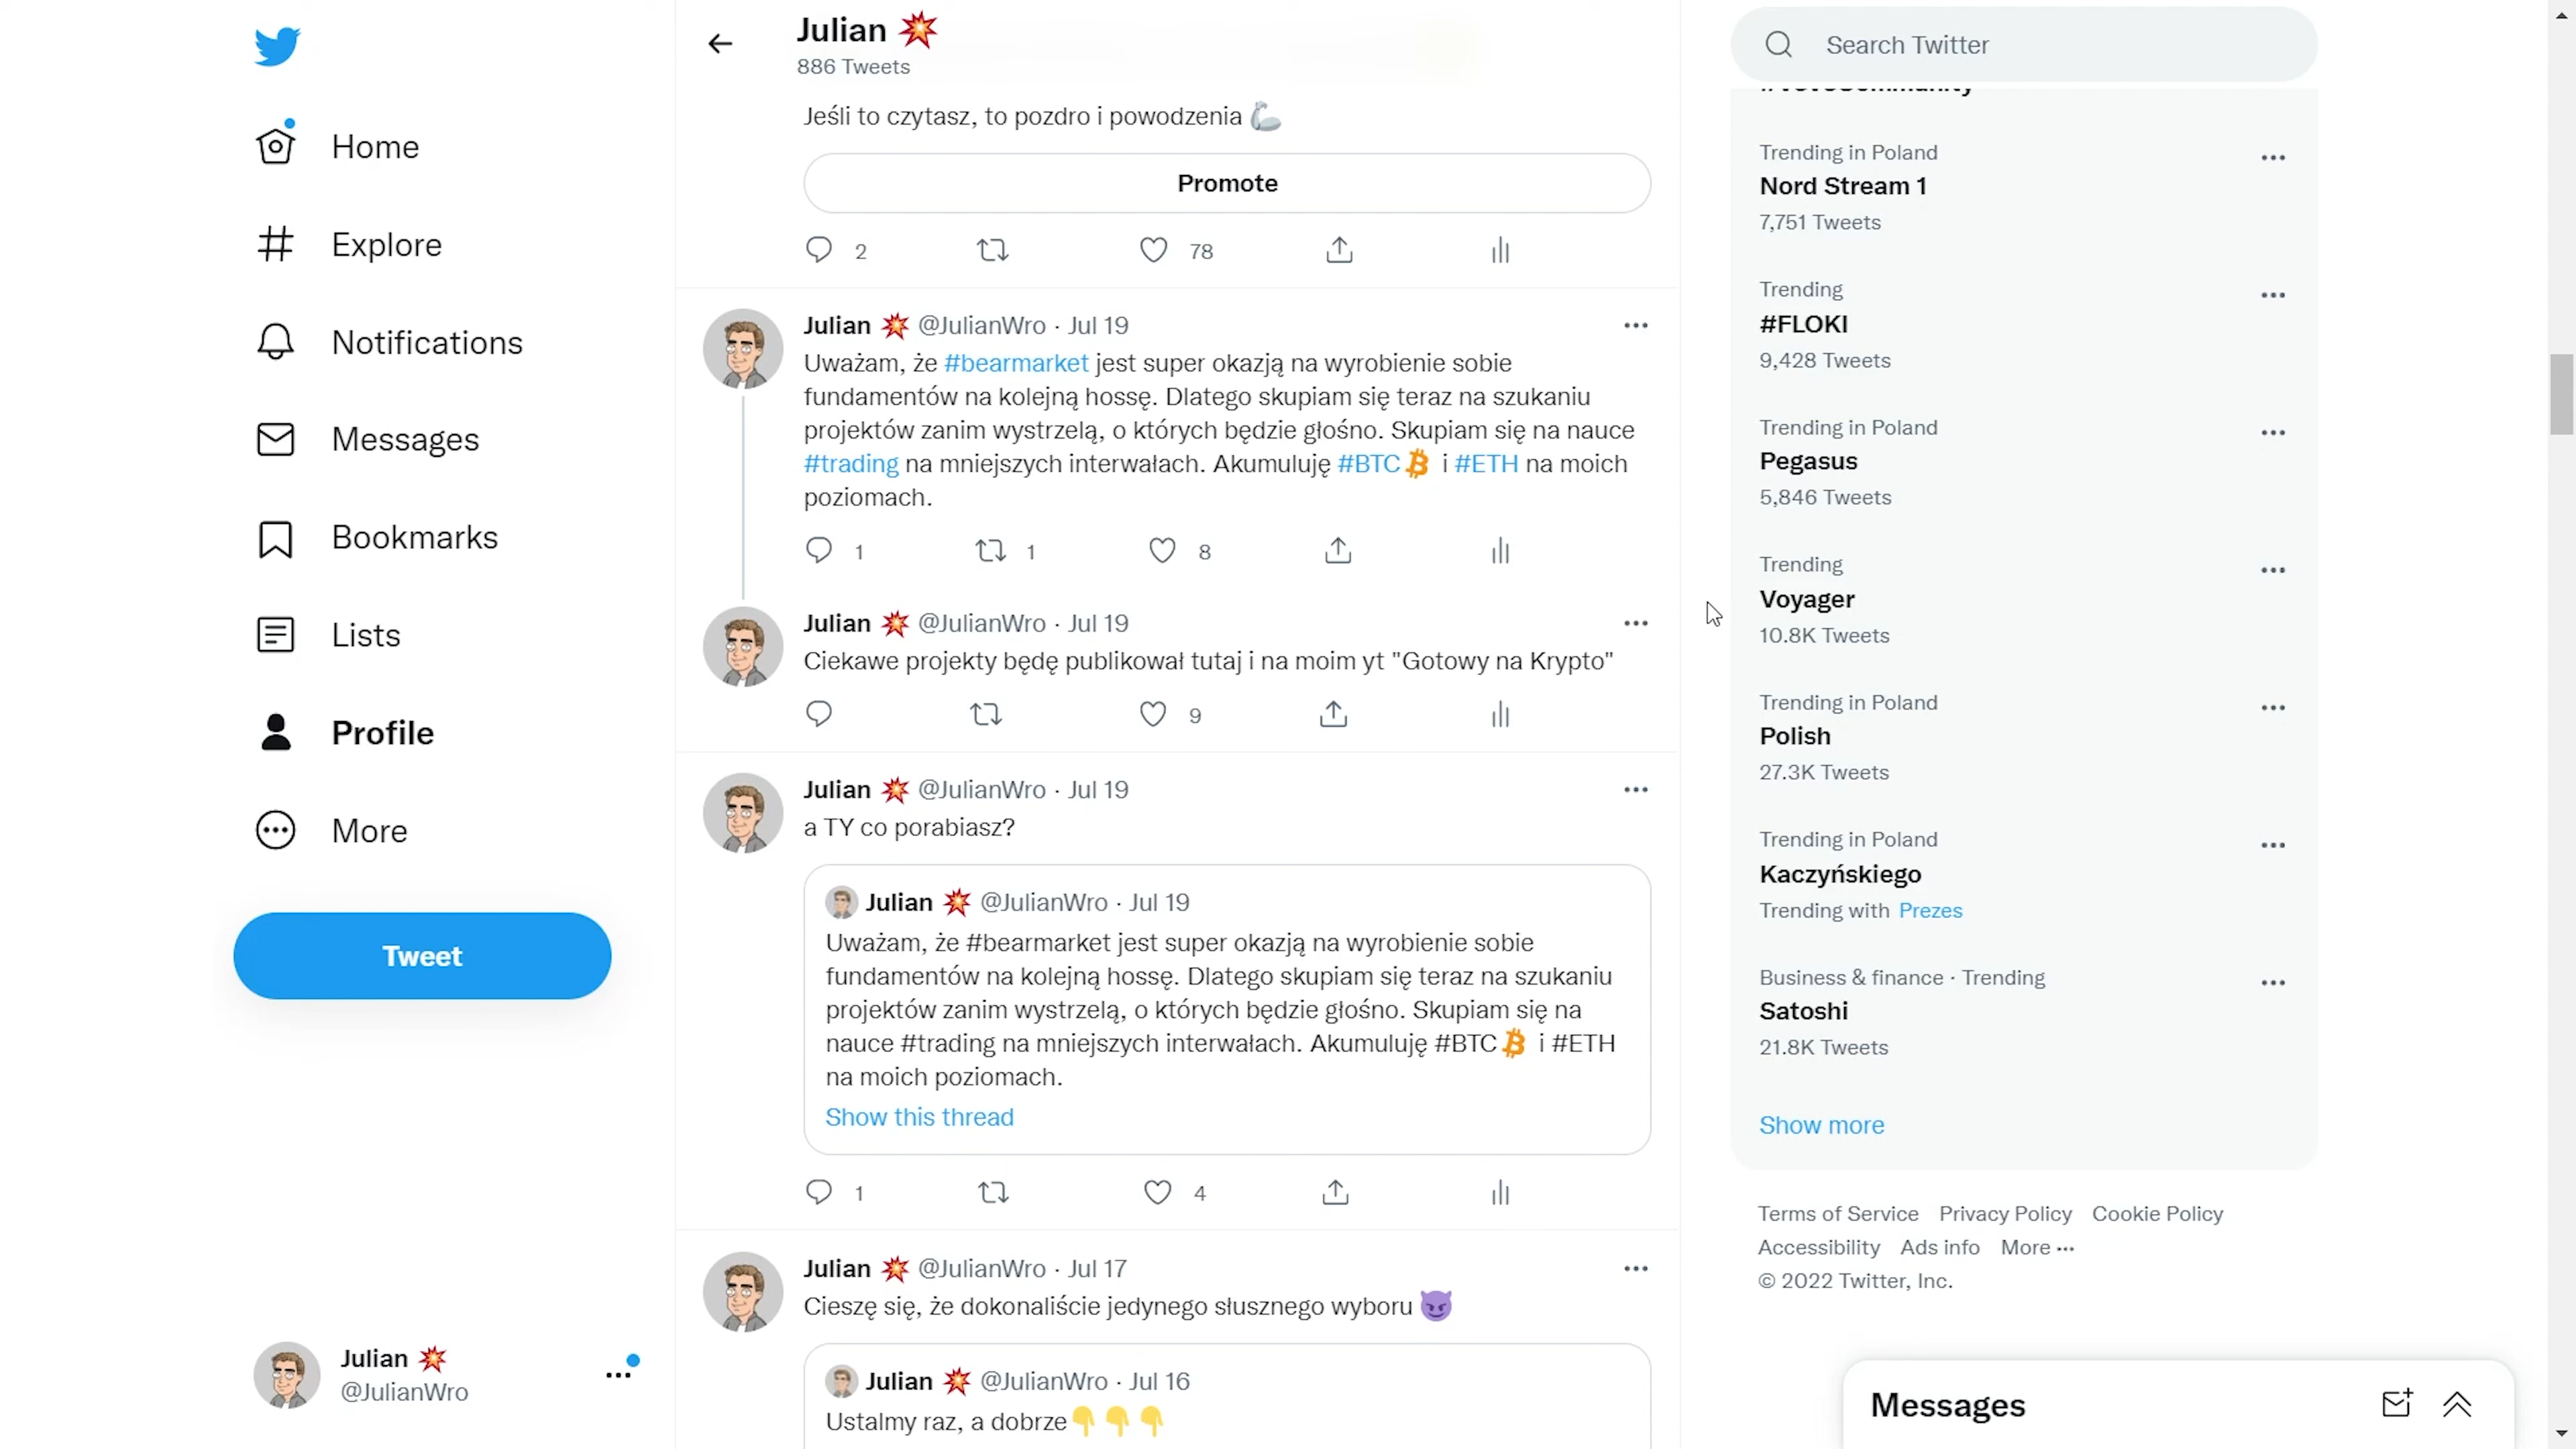 Home
Explore
Notifications
Messages
Bookmarks
Lists
Profile
More
Tweet
Julian
@JulianWro
Julian 💥
886 Tweets
Jeśli to czytasz, to pozdro i powodzenia 🦾
Promote
2 78
Julian 💥 @JulianWro · Jul 19
Uważam, że #bearmarket jest super okazją na wyrobienie sobie
fundamentów na kolejną hossę. Dlatego skupiam się teraz na szukaniu
projektów zanim wystrzelą, o których będzie głośno. Skupiam się na nauce
#trading na mniejszych interwałach. Akumuluję #BTC i #ETH na moich
poziomach.
1 1 8
Julian 💥 @JulianWro · Jul 19
Ciekawe projekty będę publikował tutaj i na moim yt "Gotowy na Krypto"
9
Julian 💥 @JulianWro · Jul 19
a TY co porabiasz?
Julian 💥 @JulianWro · Jul 19
Uważam, że #bearmarket jest super okazją na wyrobienie sobie
fundamentów na kolejną hossę. Dlatego skupiam się teraz na szukaniu
projektów zanim wystrzelą, o których będzie głośno. Skupiam się na
nauce #trading na mniejszych interwałach. Akumuluję #BTC i #ETH
na moich poziomach.
Show this thread
1 4
Julian 💥 @JulianWro · Jul 17
Cieszę się, że dokonaliście jedynego słusznego wyboru 😈
Julian 💥 @JulianWro · Jul 16
Ustalmy raz, a dobrze👇👇👇
Search Twitter
Trending in Poland
Nord Stream 1
7,751 Tweets
Trending
#FLOKI
9,428 Tweets
Trending in Poland
Pegasus
5,846 Tweets
Trending
Voyager
10.8K Tweets
Trending in Poland
Polish
27.3K Tweets
Trending in Poland
Kaczyńskiego
Trending with Prezes
Business & finance · Trending
Satoshi
21.8K Tweets
Show more
Terms of Service Privacy Policy Cookie Policy
Accessibility Ads info More ···
© 2022 Twitter, Inc.
Messages